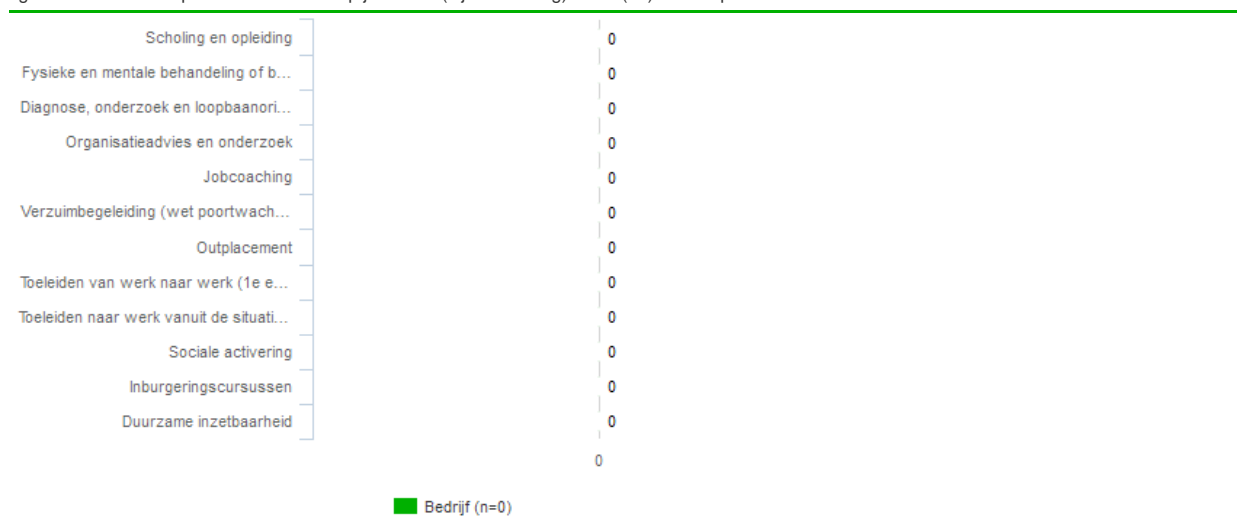 Scholing en opleiding 0
Fysieke en mentale behandeling of b... 0
Diagnose, onderzoek en loopbaanori... 0
Organisatieadvies en onderzoek 0
Jobcoaching 0
Verzuimbegeleiding (wet poortwach... 0
Outplacement 0
Toeleiden van werk naar werk (1e e... 0
Toeleiden naar werk vanuit de situati... 0
Sociale activering 0
Inburgeringscursussen 0
Duurzame inzetbaarheid 0
0
Bedrijf (n=0)